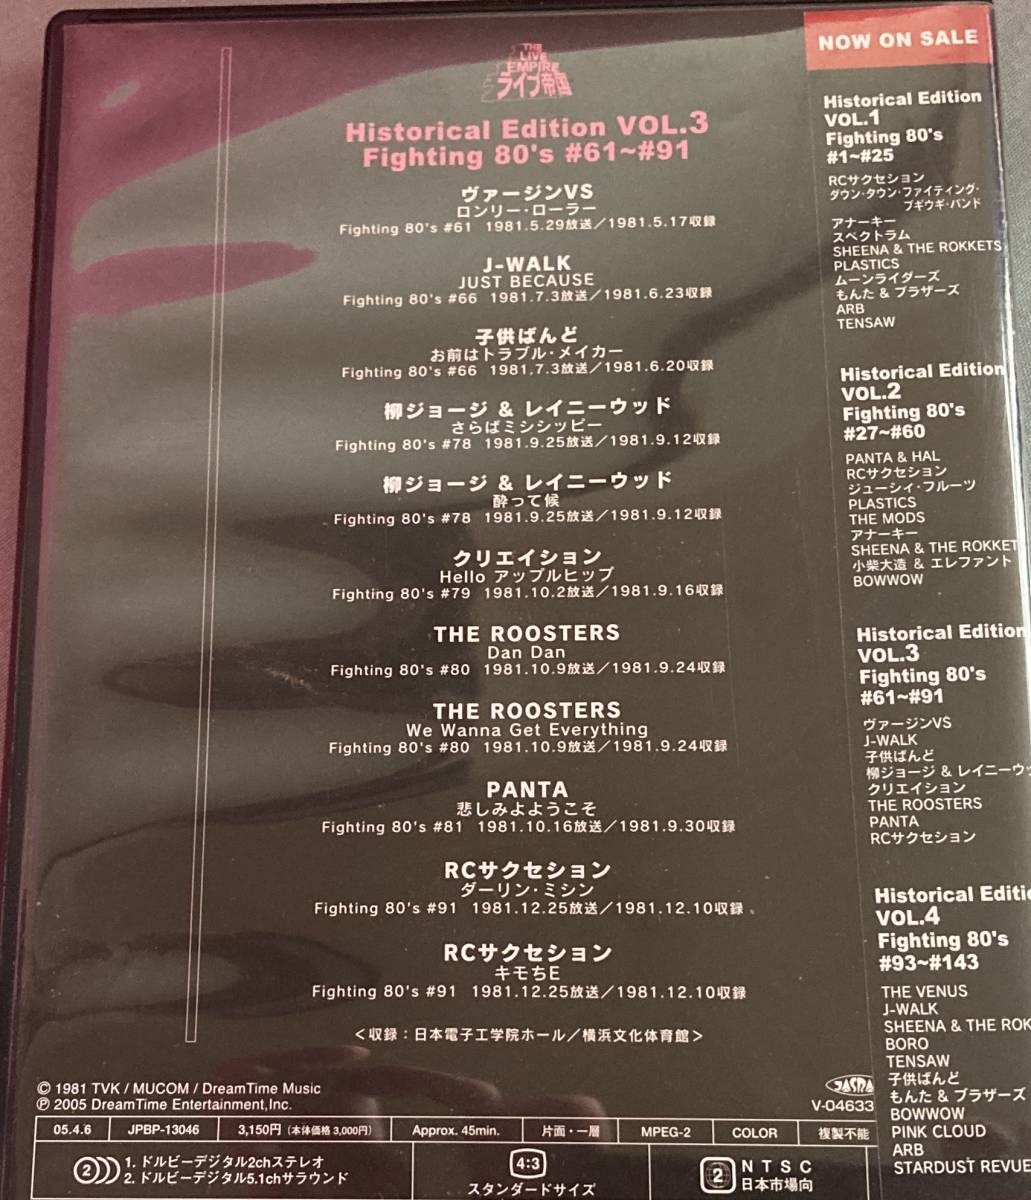 THE
LIVE
EMPIRE
ライブ帝国
Historical Edition VOL.3
Fighting 80's #61~#91
ヴァージンVS
ロンリー・ローラー
Fighting 80's #61 1981.5.29放送／1981.5.17収録
J-WALK
JUST BECAUSE
Fighting 80's #66 1981.7.3放送／1981.6.23収録
子供ばんど
お前はトラブル・メイカー
Fighting 80's #66 1981.7.3放送／1981.6.20収録
柳ジョージ & レイニーウッド
さらばミシシッピー
Fighting 80's #78 1981.9.25放送／1981.9.12収録
柳ジョージ & レイニーウッド
酔って候
Fighting 80's #78 1981.9.25放送／1981.9.12収録
クリエイション
Hello アップルヒップ
Fighting 80's #79 1981.10.2放送／1981.9.16収録
THE ROOSTERS
Dan Dan
Fighting 80's #80 1981.10.9放送／1981.9.24収録
THE ROOSTERS
We Wanna Get Everything
Fighting 80's #80 1981.10.9放送／1981.9.24収録
PANTA
悲しみよようこそ
Fighting 80's #81 1981.10.16放送／1981.9.30収録
RCサクセション
ダーリン・ミシン
Fighting 80's #91 1981.12.25放送／1981.12.10収録
RCサクセション
キモちE
Fighting 80's #91 1981.12.25放送／1981.12.10収録
＜収録：日本電子工学院ホール／横浜文化体育館＞
© 1981 TVK / MUCOM / DreamTime Music
℗ 2005 DreamTime Entertainment,Inc.
JASRA
V-04633
05.4.6 JPBP-13046 3,150円（本体価格 3,000円） Approx. 45min. 片面・一層 MPEG-2 COLOR 複製不能
2 1. ドルビーデジタル2chステレオ
2. ドルビーデジタル5.1chサラウンド
4:3
スタンダードサイズ
2 NTSC
日本市場向
NOW ON SALE
Historical Edition
VOL.1
Fighting 80's
#1~#25
RCサクセション
ダウン・タウン・ファイティング・
ブギウギ・バンド
アナーキー
スペクトラム
SHEENA & THE ROKKETS
PLASTICS
ムーンライダーズ
もんた & ブラザーズ
ARB
TENSAW
Historical Edition
VOL.2
Fighting 80's
#27~#60
PANTA & HAL
RCサクセション
ジューシィ・フルーツ
PLASTICS
THE MODS
アナーキー
SHEENA & THE ROKKET
小柴大造 & エレファント
BOWWOW
Historical Edition
VOL.3
Fighting 80's
#61~#91
ヴァージンVS
J-WALK
子供ばんど
柳ジョージ & レイニーウッ
クリエイション
THE ROOSTERS
PANTA
RCサクセション
Historical Editi
VOL.4
Fighting 80's
#93~#143
THE VENUS
J-WALK
SHEENA & THE ROK
BORO
TENSAW
子供ばんど
もんた & ブラザーズ
BOWWOW
PINK CLOUD
ARB
STARDUST REVUE